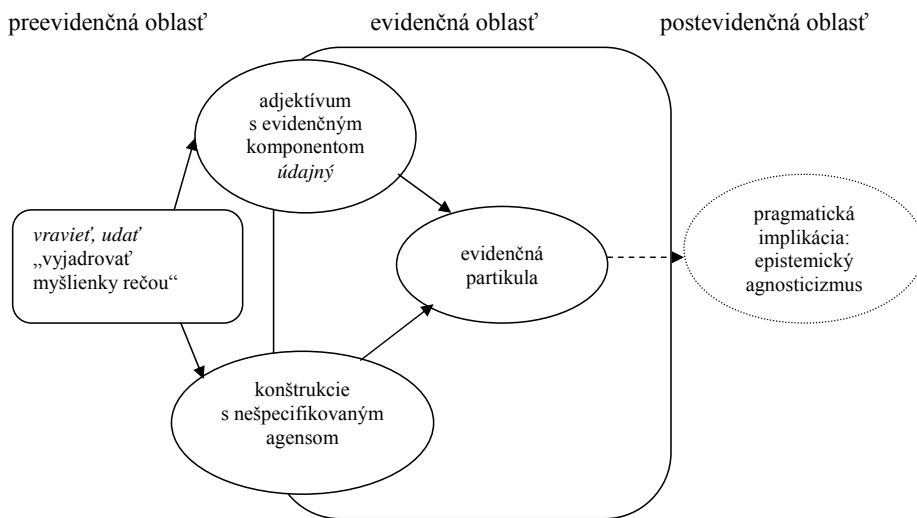 preevidenčná oblasť
evidenčná oblasť
postevidenčná oblasť
adjektívum
s evidenčným
komponentom
údajný
vravieť, udať
„vyjadrovať
myšlienky rečou“
evidenčná
partikula
pragmatická
implikácia:
epistemický
agnosticizmus
konštrukcie
s nešpecifikovaným
agensom